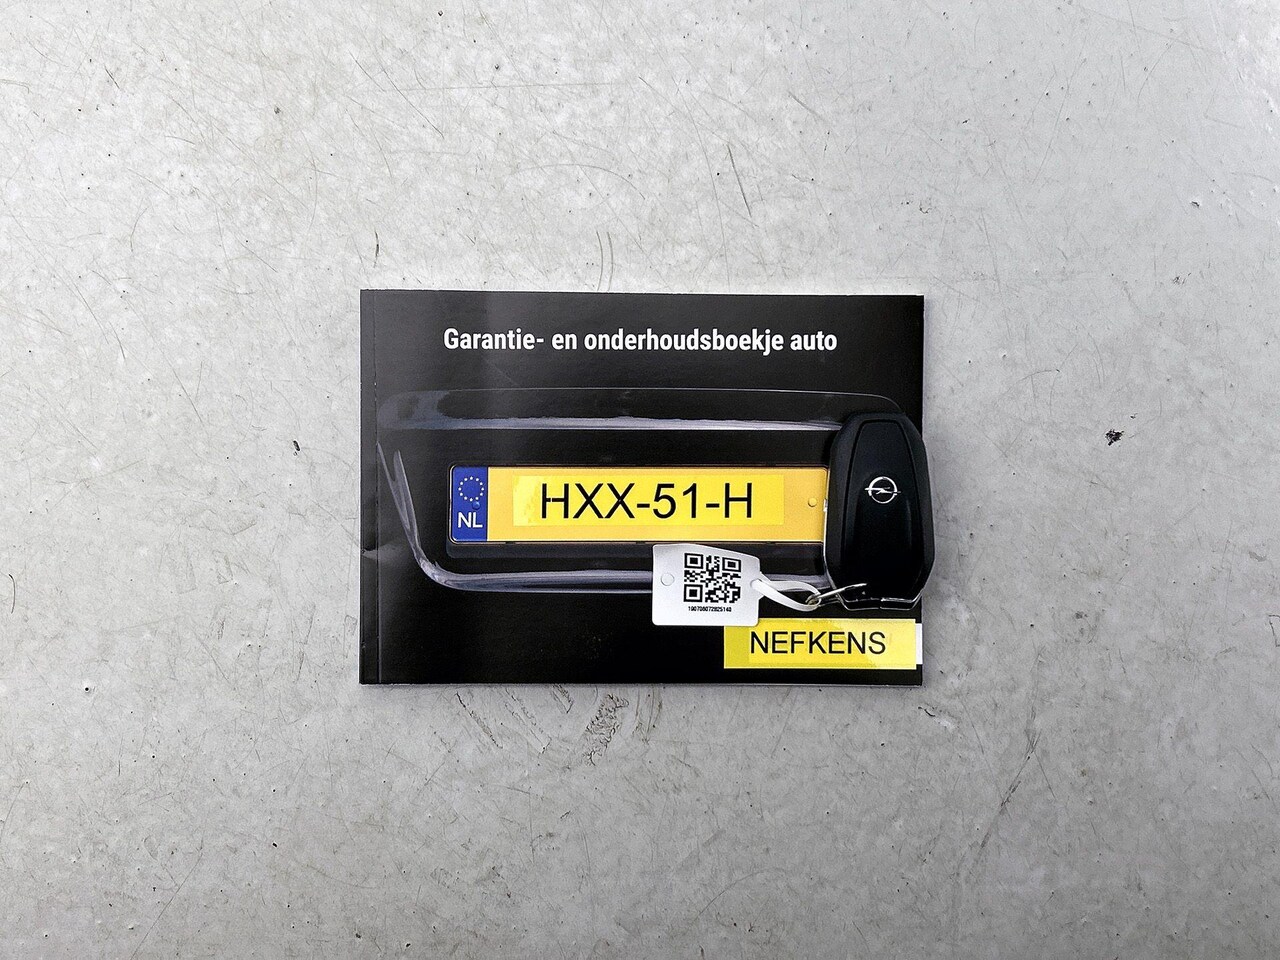 Garantie- en onderhoudsboekje auto
NL
HXX-51-H
NEFKENS